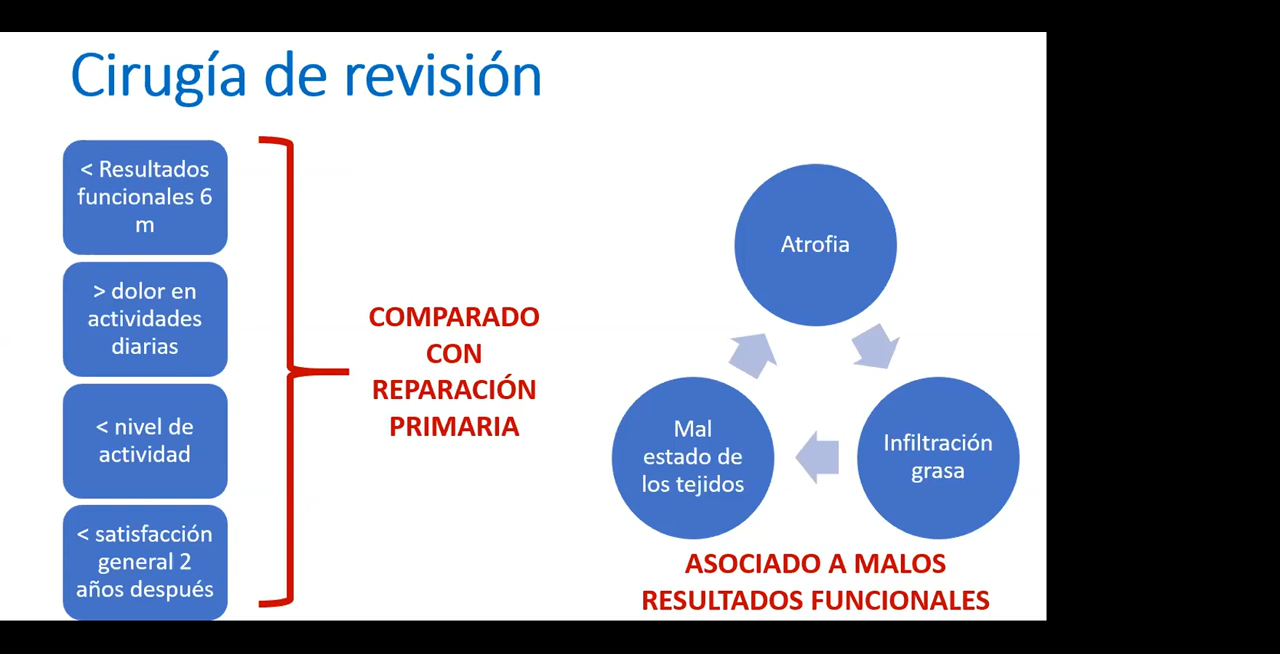 Cirugía de revisión
< Resultados
funcionales 6
m
> dolor en
actividades
diarias
< nivel de
actividad
< satisfacción
general 2
años después
COMPARADO
CON
REPARACIÓN
PRIMARIA
Atrofia
Infiltración
grasa
Mal
estado de
los tejidos
ASOCIADO A MALOS
RESULTADOS FUNCIONALES